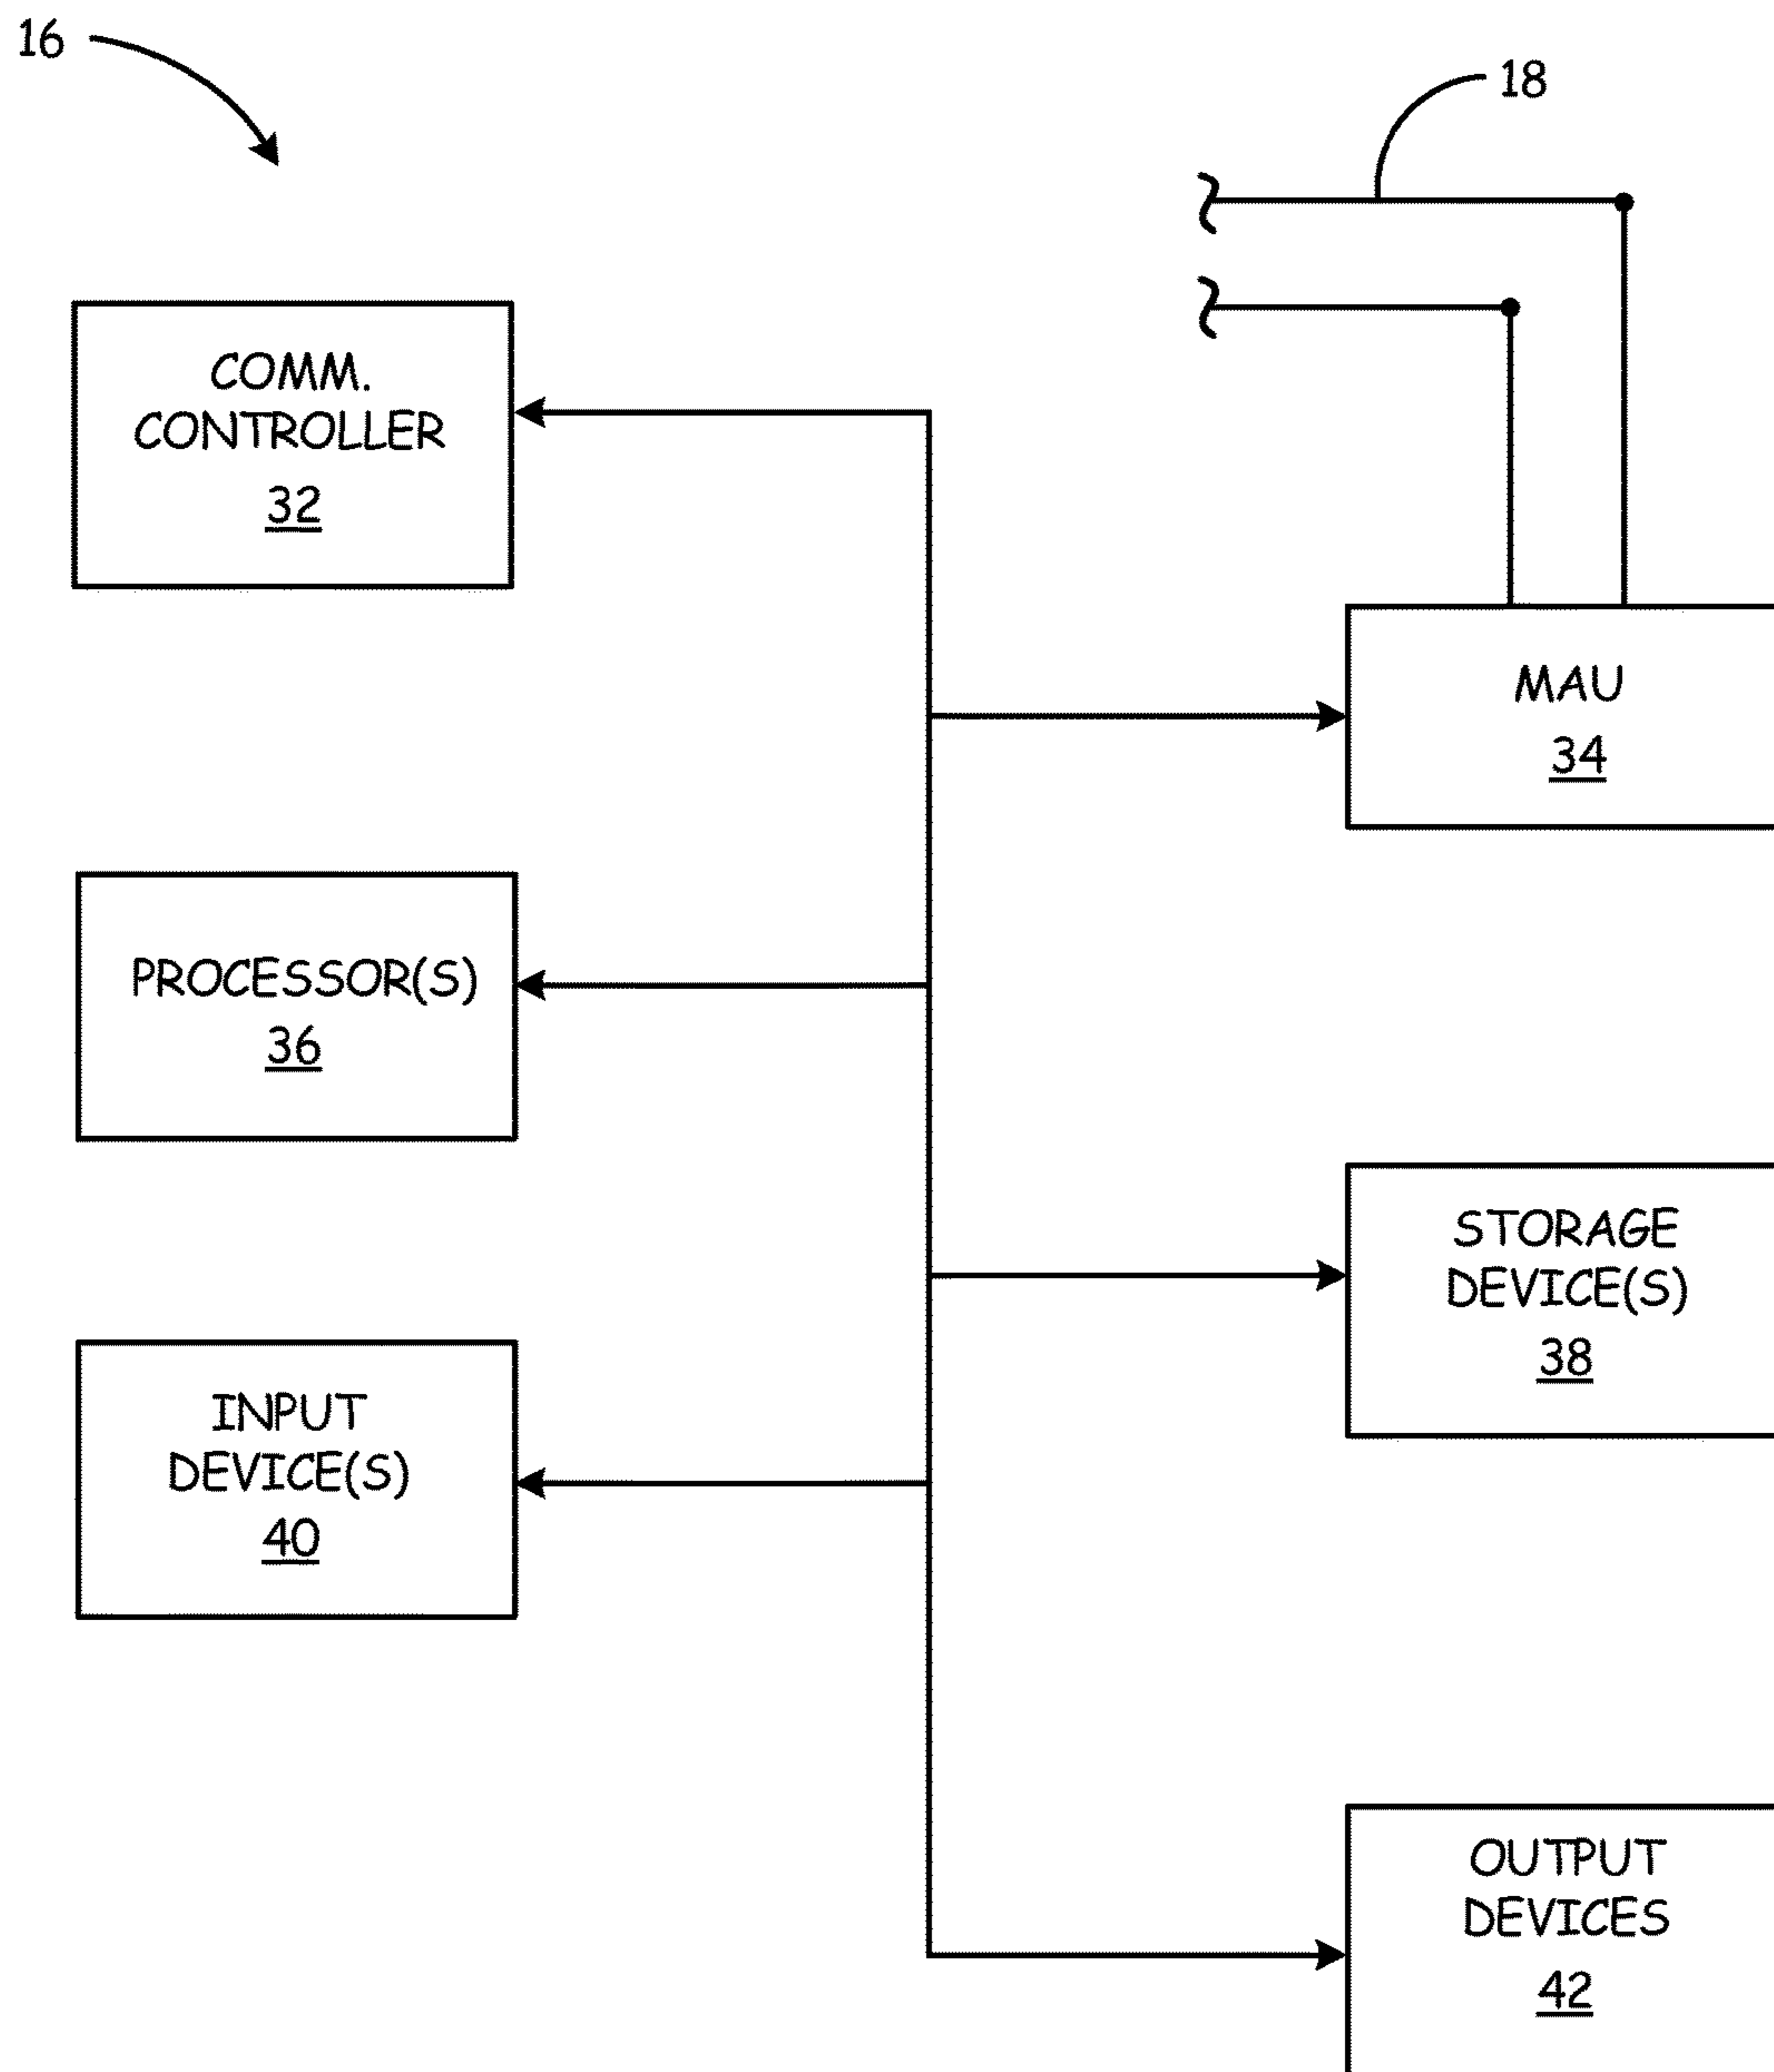 16
18
COMM.
CONTROLLER
32
MAU
34
PROCESSOR(S)
36
STORAGE
DEVICE(S)
38
INPUT
DEVICE(S)
40
OUTPUT
DEVICES
42